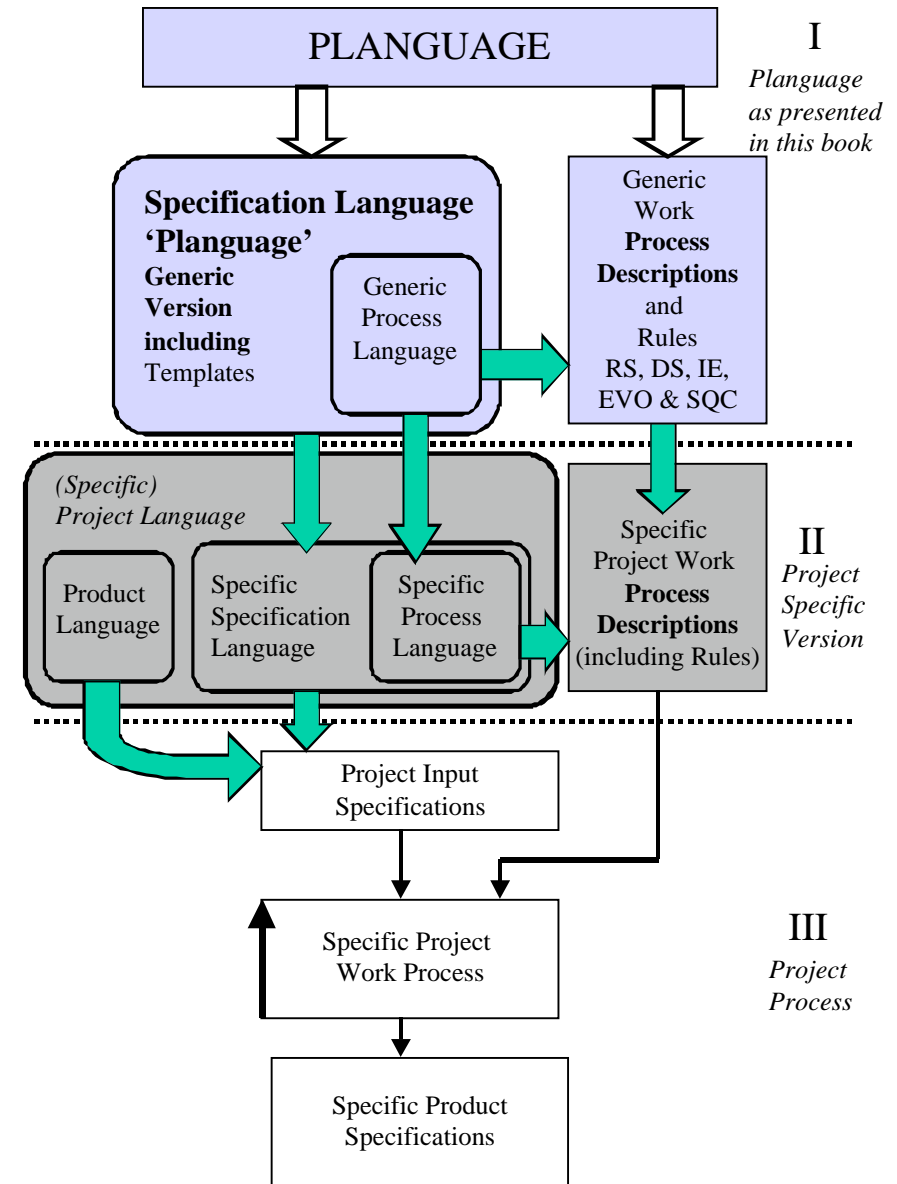 PLANGUAGE
I
Planguage
as presented
in this book
Specification Language
‘Planguage’
Generic
Version
including
Templates
Generic
Process
Language
Generic
Work
Process
Descriptions
and
Rules
RS, DS, IE,
EVO & SQC
(Specific)
Project Language
Product
Language
Specific
Specification
Language
Specific
Process
Language
Specific
Project Work
Process
Descriptions
(including Rules)
II
Project
Specific
Version
Project Input
Specifications
Specific Project
Work Process
III
Project
Process
Specific Product
Specifications